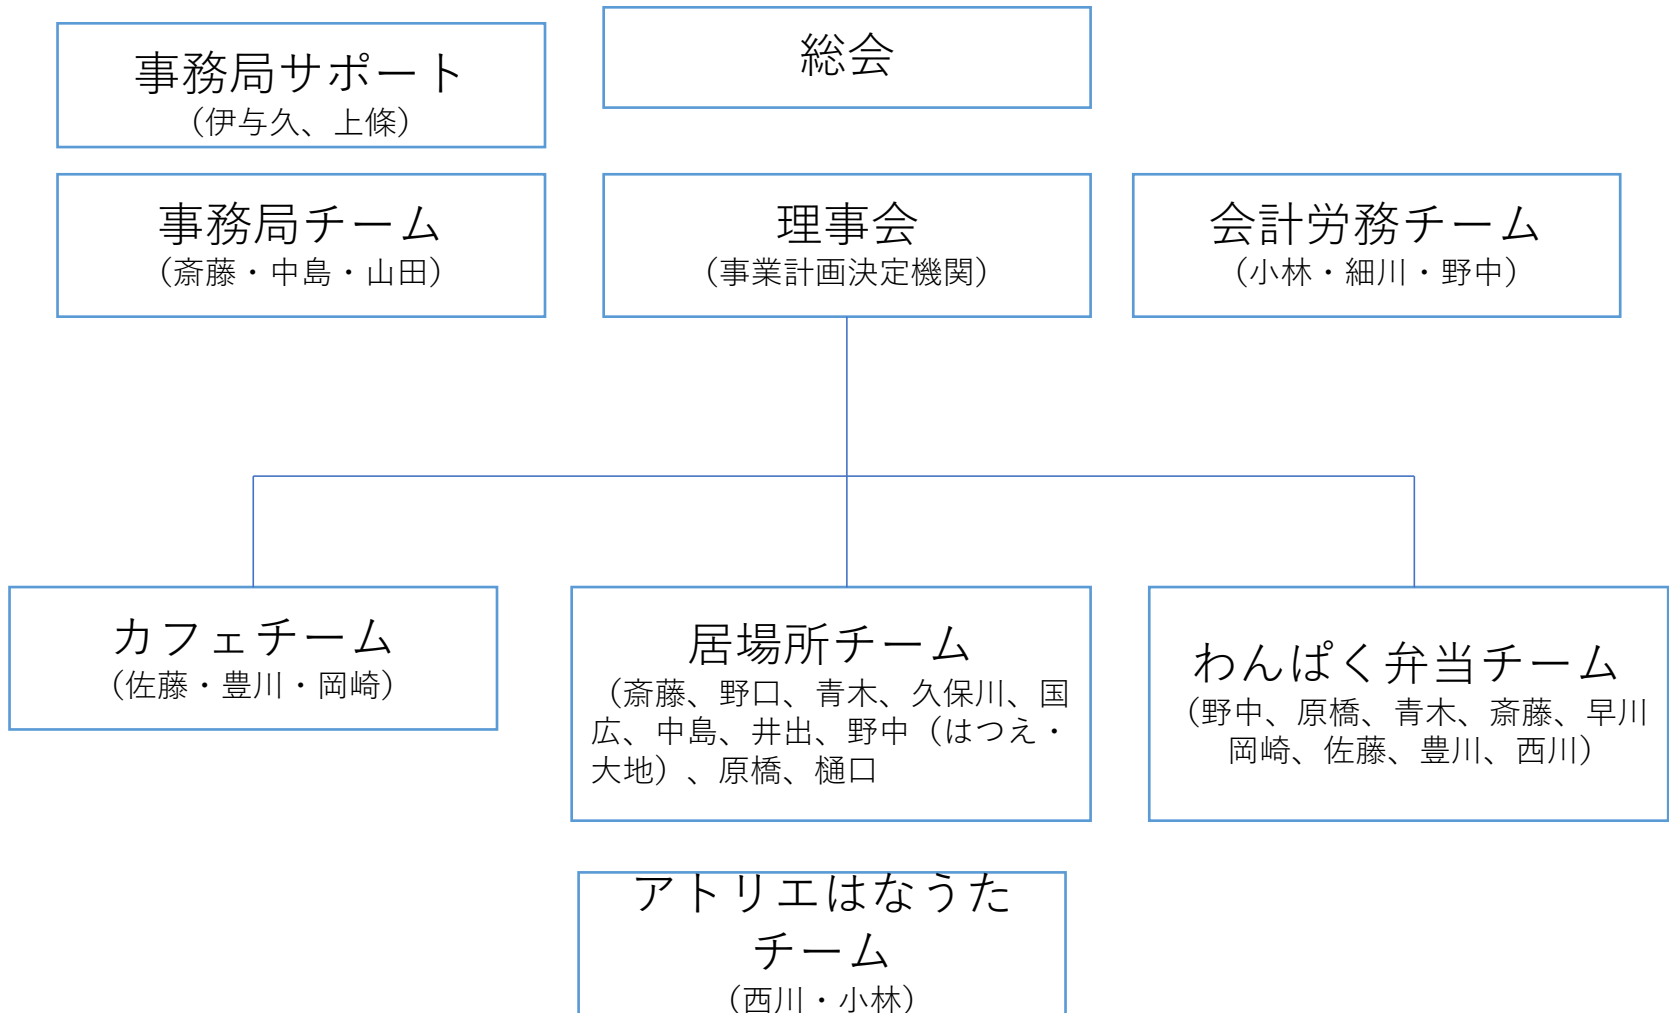 事務局サポート
（伊与久、上條）
総会
事務局チーム
（斎藤・中島・山田）
理事会
（事業計画決定機関）
会計労務チーム
（小林・細川・野中）
カフェチーム
（佐藤・豊川・岡崎）
居場所チーム
（斎藤、野口、青木、久保川、国
広、中島、井出、野中（はつえ・
大地）、原橋、樋口
わんぱく弁当チーム
（野中、原橋、青木、斎藤、早川
岡崎、佐藤、豊川、西川）
アトリエはなうた
チーム
（西川・小林）